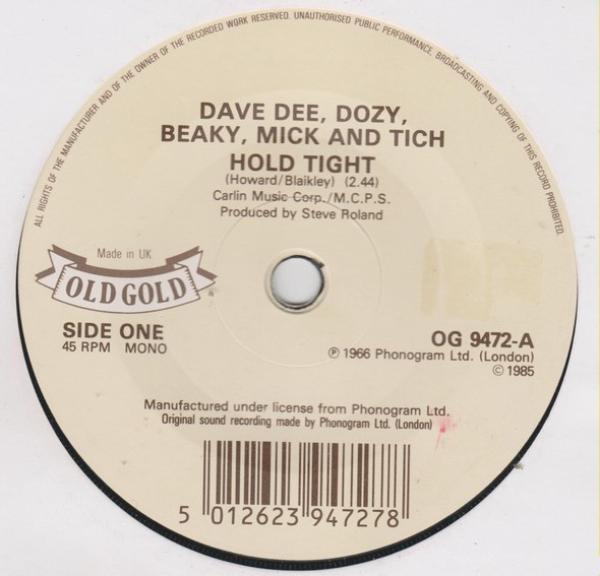 ALL RIGHTS OF THE MANUFACTURER AND OF THE OWNER OF THE RECORDED WORK RESERVED. UNAUTHORISED PUBLIC PERFORMANCE, BROADCASTING AND COPYING OF THIS RECORD PROHIBITED.
DAVE DEE, DOZY,
BEAKY, MICK AND TICH
HOLD TIGHT
(Howard/Blaikley) (2.44)
Carlin Music Corp./M.C.P.S.
Produced by Steve Roland
Made in UK
OLD GOLD
SIDE ONE
45 RPM MONO
OG 9472-A
℗ 1966 Phonogram Ltd. (London)
© 1985
Manufactured under license from Phonogram Ltd.
Original sound recording made by Phonogram Ltd. (London)
5 012623 947278